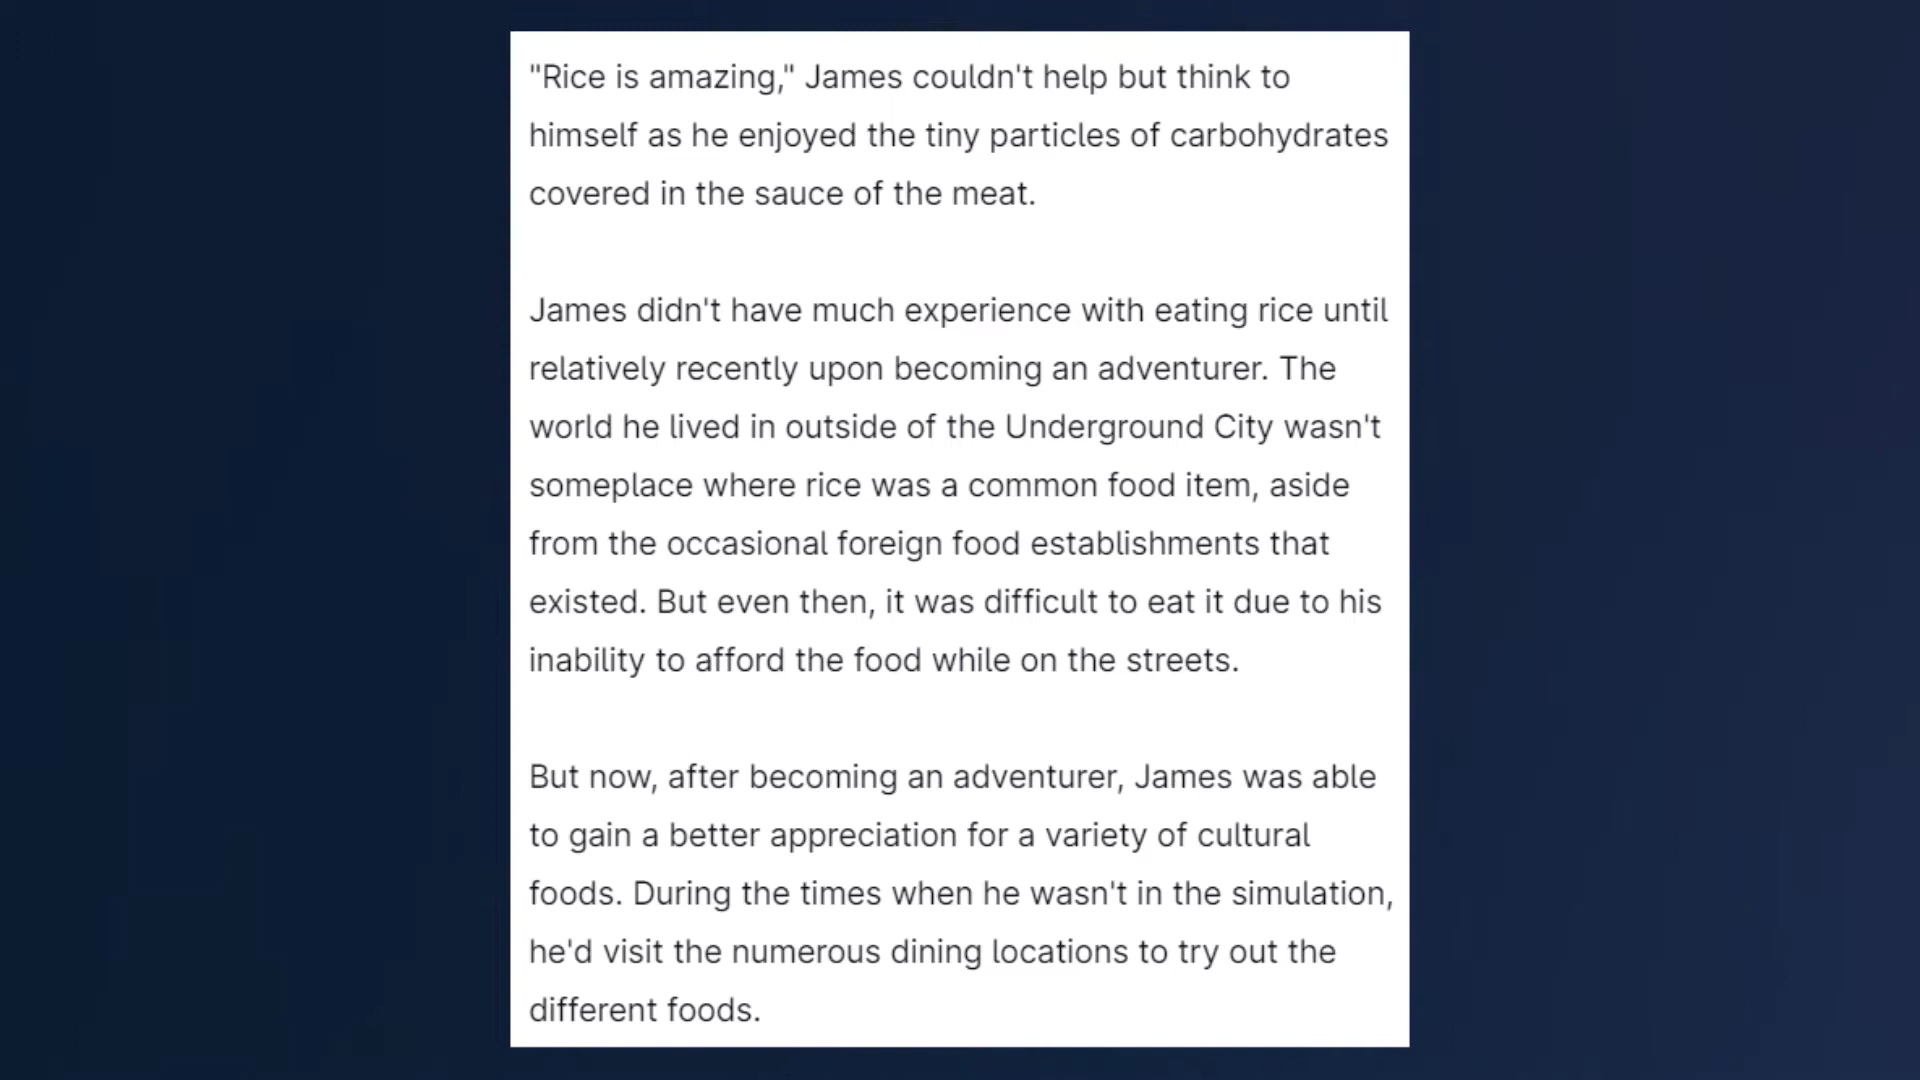 "Rice is amazing," James couldn't help but think to
himself as he enjoyed the tiny particles of carbohydrates
covered in the sauce of the meat.
James didn't have much experience with eating rice until
relatively recently upon becoming an adventurer. The
world he lived in outside of the Underground City wasn't
someplace where rice was a common food item, aside
from the occasional foreign food establishments that
existed. But even then, it was difficult to eat it due to his
inability to afford the food while on the streets.
But now, after becoming an adventurer, James was able
to gain a better appreciation for a variety of cultural
foods. During the times when he wasn't in the simulation,
he'd visit the numerous dining locations to try out the
different foods.